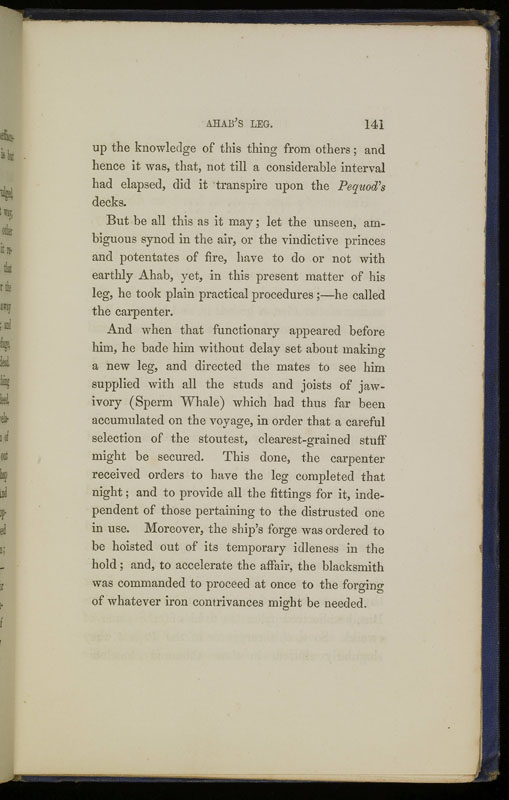 AHAB'S LEG. 141
up the knowledge of this thing from others; and
hence it was, that, not till a considerable interval
had elapsed, did it transpire upon the Pequod's
decks.
But be all this as it may; let the unseen, am-
biguous synod in the air, or the vindictive princes
and potentates of fire, have to do or not with
earthly Ahab, yet, in this present matter of his
leg, he took plain practical procedures;—he called
the carpenter.
And when that functionary appeared before
him, he bade him without delay set about making
a new leg, and directed the mates to see him
supplied with all the studs and joists of jaw-
ivory (Sperm Whale) which had thus far been
accumulated on the voyage, in order that a careful
selection of the stoutest, clearest-grained stuff
might be secured. This done, the carpenter
received orders to have the leg completed that
night; and to provide all the fittings for it, inde-
pendent of those pertaining to the distrusted one
in use. Moreover, the ship's forge was ordered to
be hoisted out of its temporary idleness in the
hold; and, to accelerate the affair, the blacksmith
was commanded to proceed at once to the forging
of whatever iron contrivances might be needed.